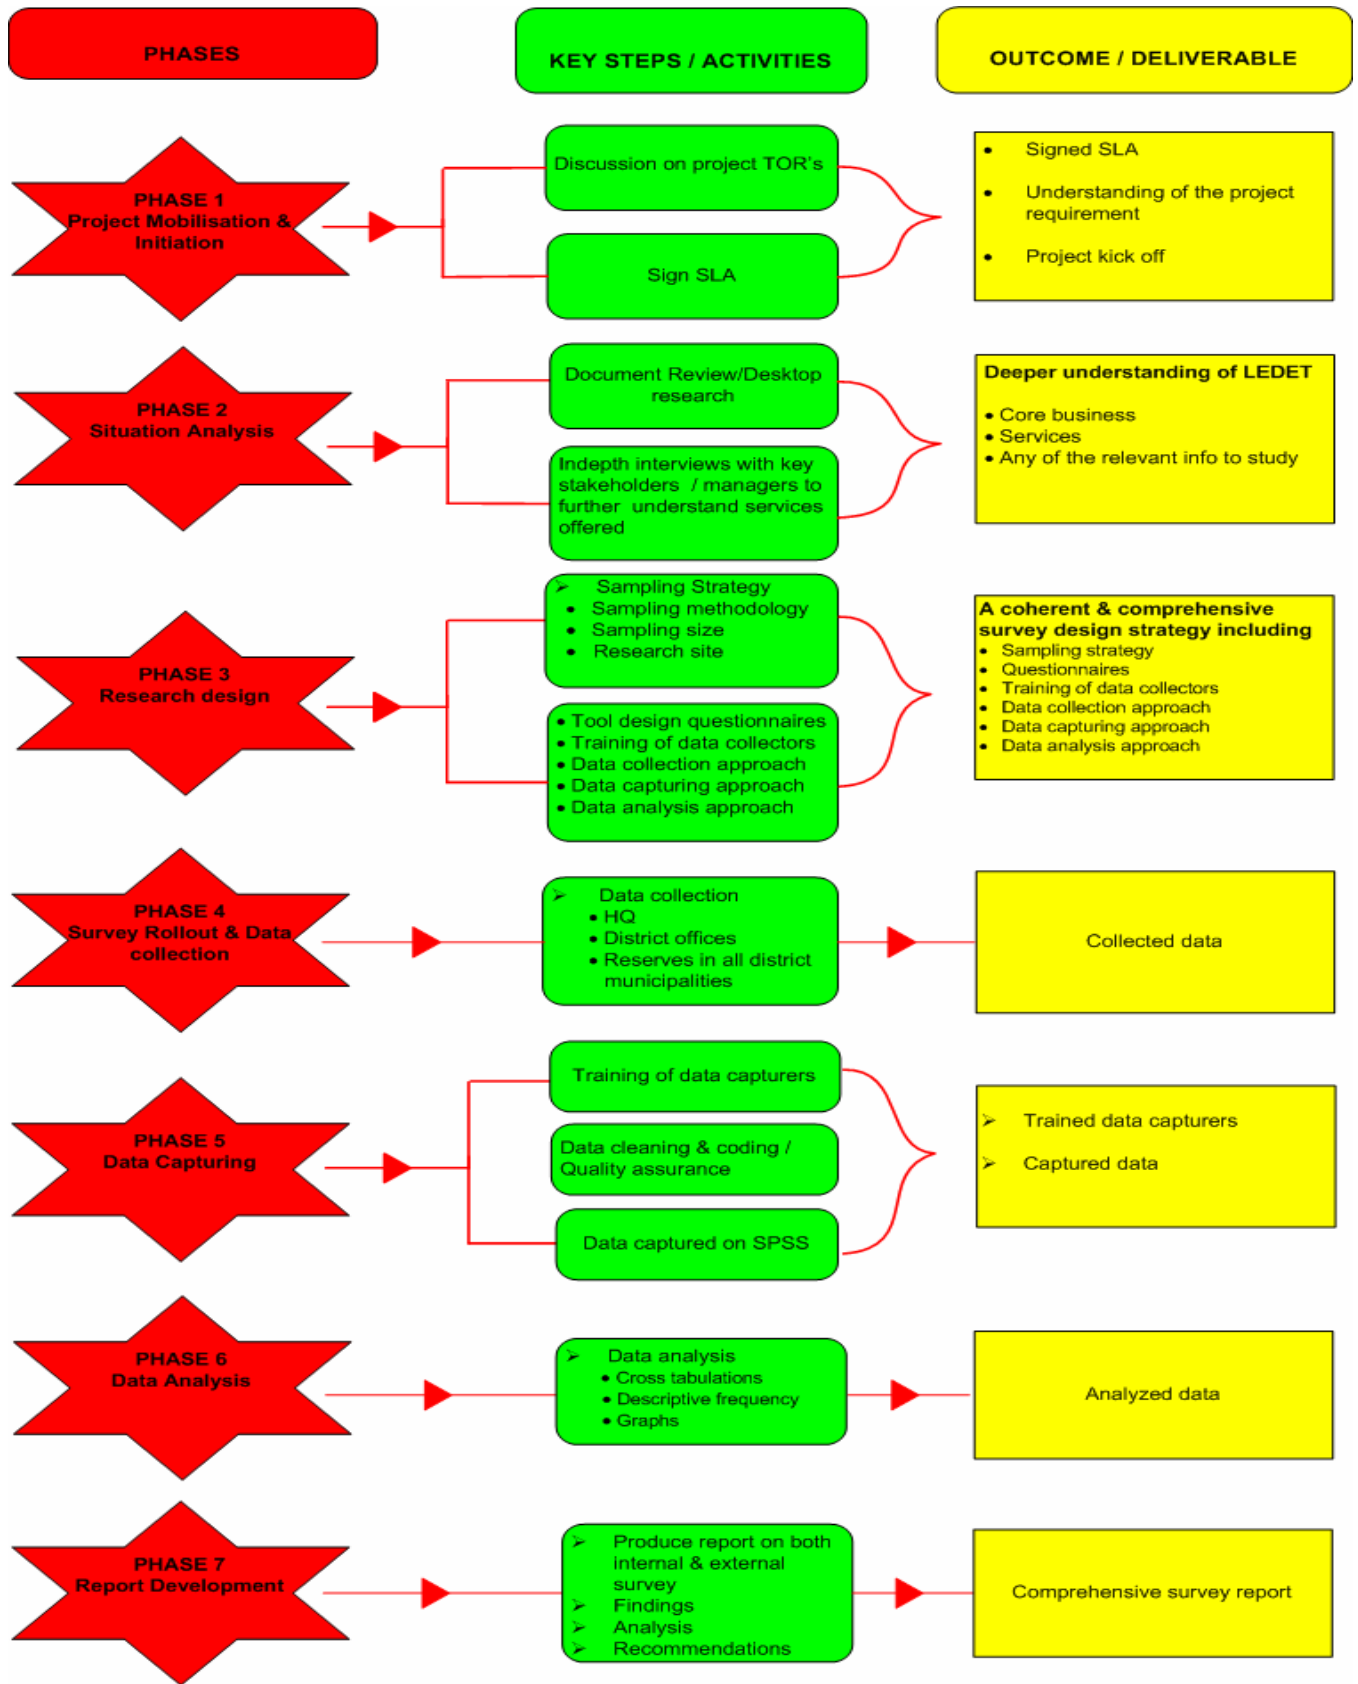 PHASES
KEY STEPS / ACTIVITIES
OUTCOME / DELIVERABLE
PHASE 1
Project Mobilisation &
Initiation
Discussion on project TOR's
Sign SLA
• Signed SLA
• Understanding of the project
requirement
• Project kick off
PHASE 2
Situation Analysis
Document Review/Desktop
research
Indepth interviews with key
stakeholders / managers to
further understand services
offered
Deeper understanding of LEDET
• Core business
• Services
• Any of the relevant info to study
PHASE 3
Research design
➢ Sampling Strategy
• Sampling methodology
• Sampling size
• Research site
• Tool design questionnaires
• Training of data collectors
• Data collection approach
• Data capturing approach
• Data analysis approach
A coherent & comprehensive
survey design strategy including
• Sampling strategy
• Questionnaires
• Training of data collectors
• Data collection approach
• Data capturing approach
• Data analysis approach
PHASE 4
Survey Rollout & Data
collection
➢ Data collection
• HQ
• District offices
• Reserves in all district
municipalities
Collected data
PHASE 5
Data Capturing
Training of data capturers
Data cleaning & coding /
Quality assurance
Data captured on SPSS
➢ Trained data capturers
➢ Captured data
PHASE 6
Data Analysis
➢ Data analysis
• Cross tabulations
• Descriptive frequency
• Graphs
Analyzed data
PHASE 7
Report Development
➢ Produce report on both
internal & external
survey
➢ Findings
➢ Analysis
➢ Recommendations
Comprehensive survey report